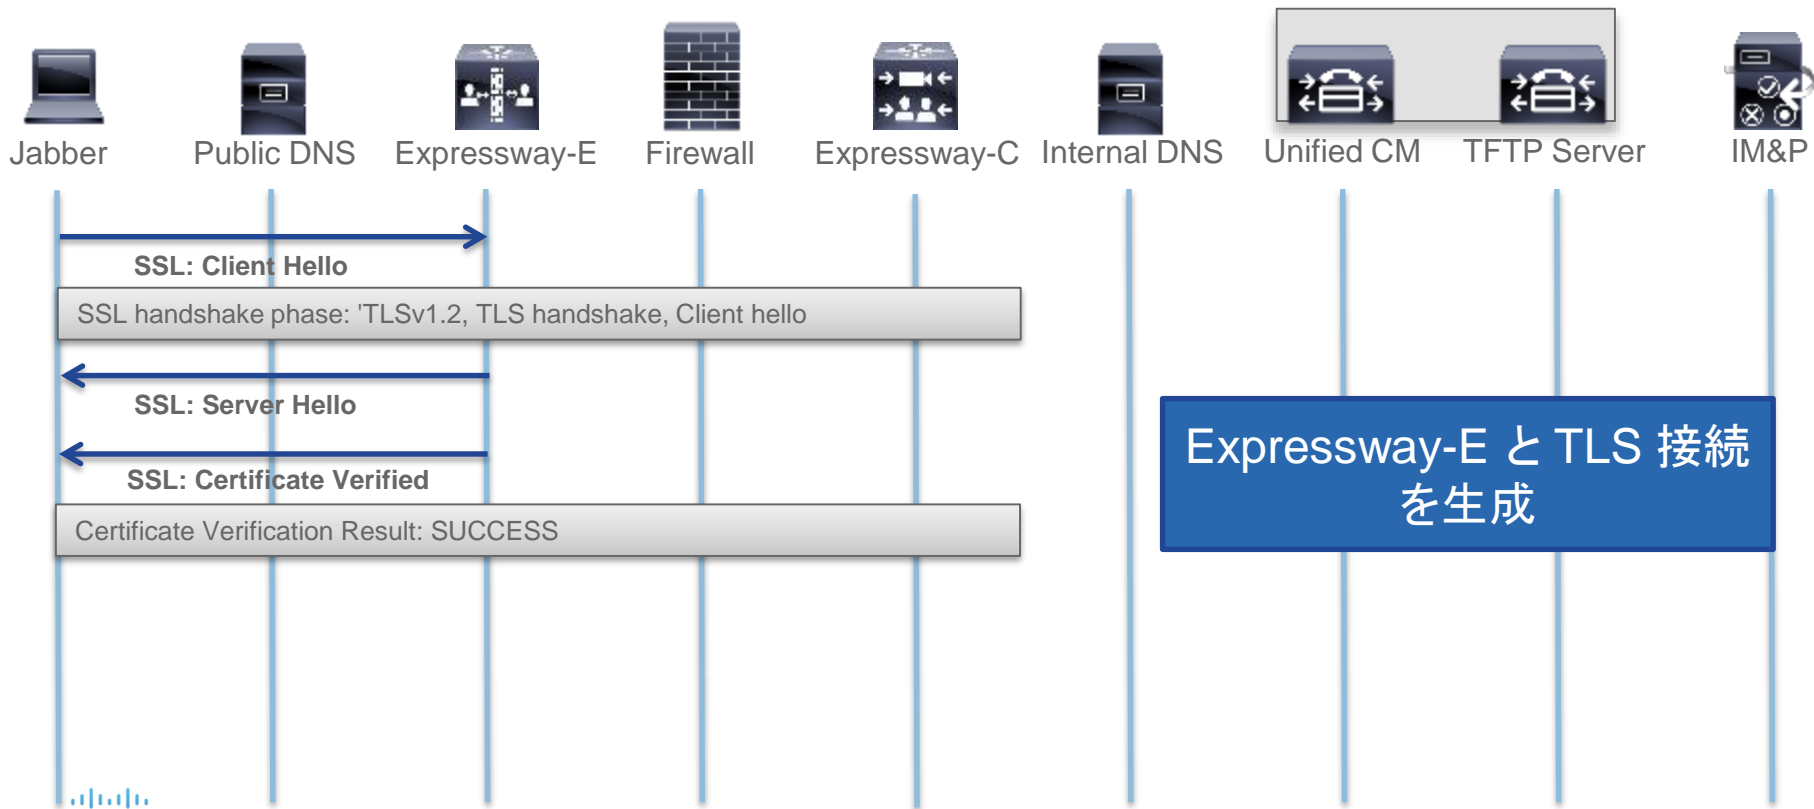 Jabber
Public DNS
Expressway-E
Firewall
Expressway-C
Internal DNS
Unified CM
TFTP Server
IM&P
SSL: Client Hello
SSL handshake phase: 'TLSv1.2, TLS handshake, Client hello
SSL: Server Hello
SSL: Certificate Verified
Certificate Verification Result: SUCCESS
Expressway-E と TLS 接続
を生成